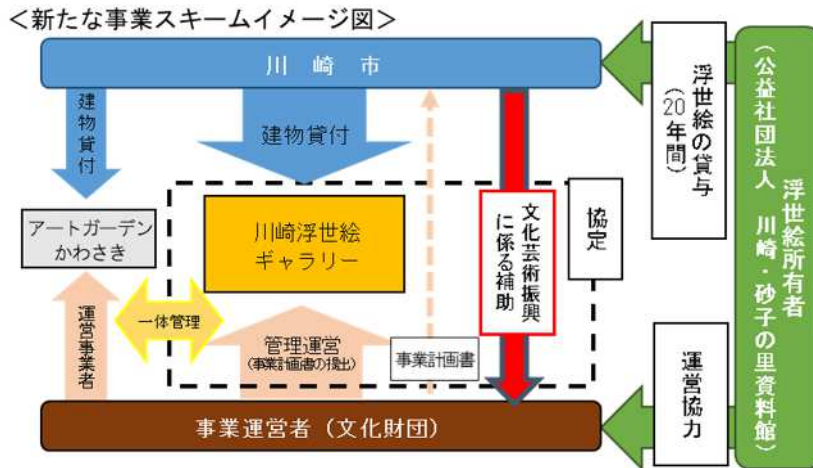 ＜新たな事業スキームイメージ図＞
川崎市
建物貸付
建物貸付
浮世絵の貸与
（20年間）
浮世絵所有者
（公益社団法人 川崎・砂子の里資料館）
アートガーデン
かわさき
川崎浮世絵
ギャラリー
文化芸術振興
に係る補助
協定
運営事業者
一体管理
管理運営
（事業計画書の提出）
事業計画書
運営協力
事業運営者（文化財団）